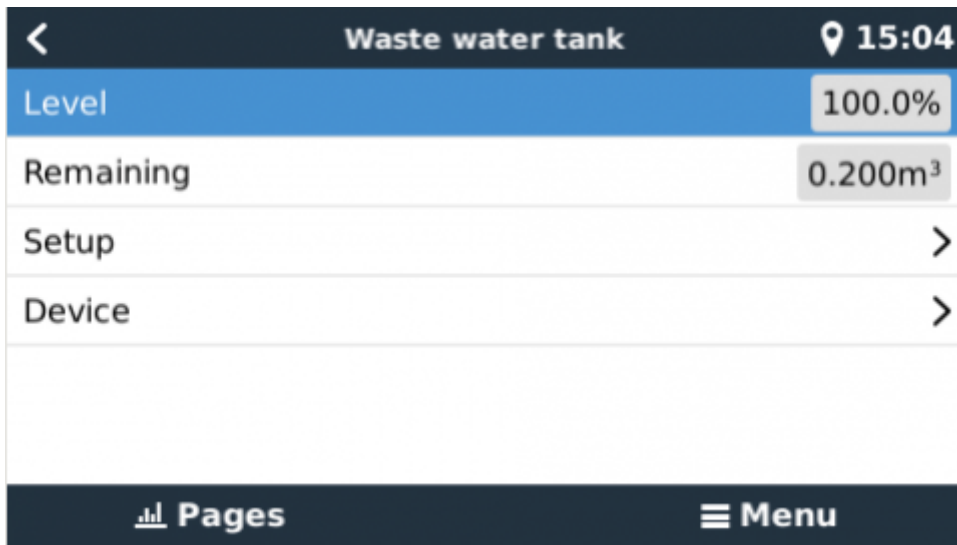 Waste water tank 15:04
Level 100.0%
Remaining 0.200m³
Setup
Device
Pages Menu